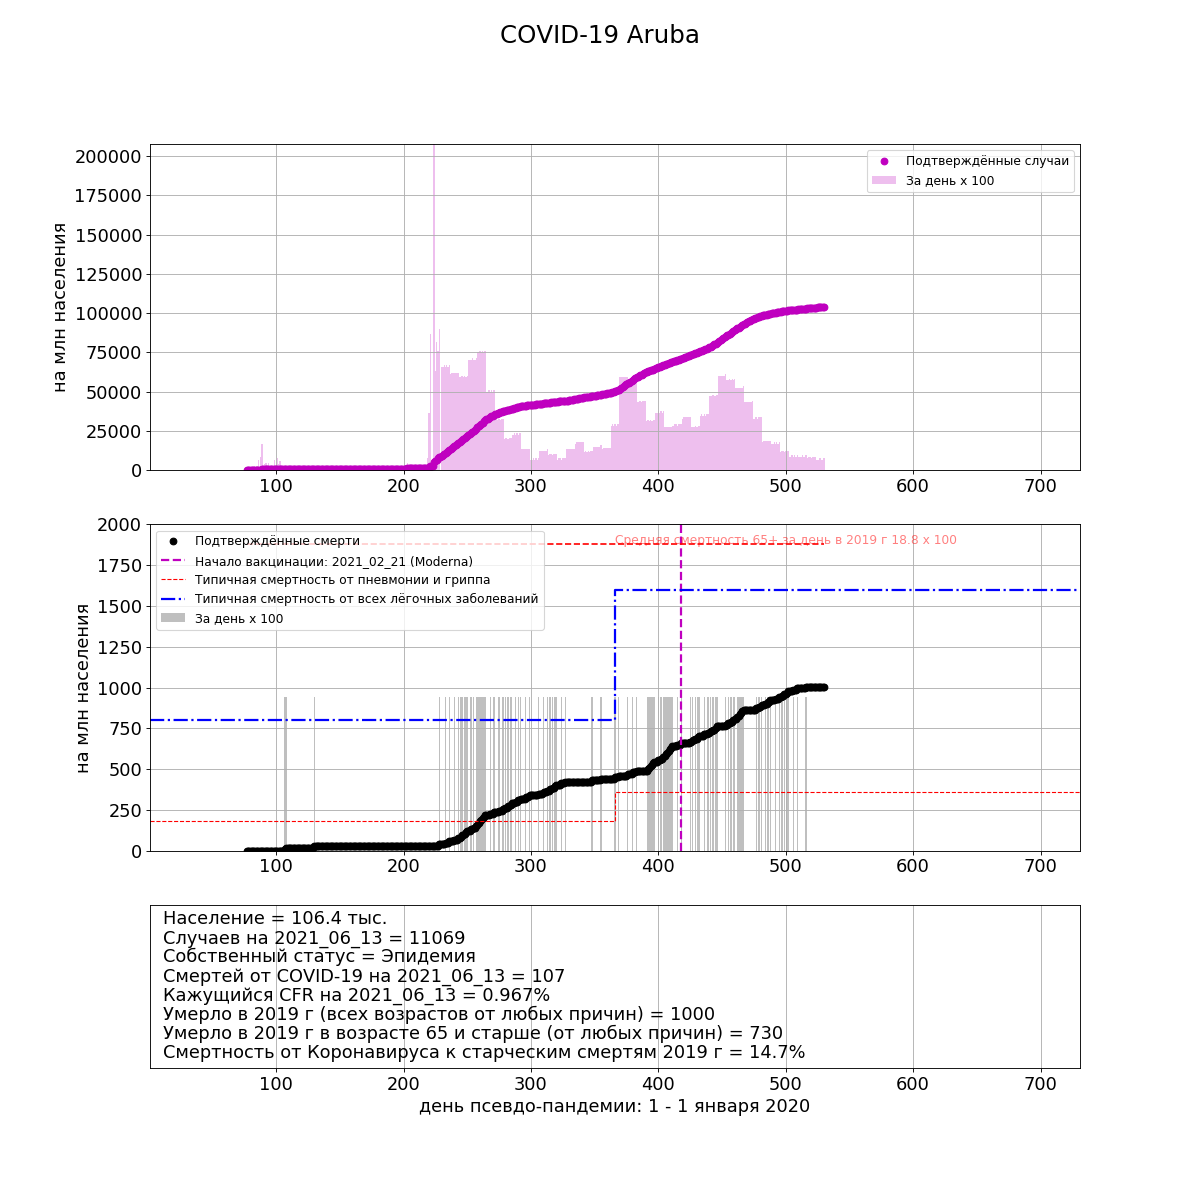 COVID-19 Aruba
200000
175000
150000
125000
100000
75000
50000
25000
0
на млн населения
Подтверждённые случаи
За день x 100
100 200 300 400 500 600 700
2000
1750
1500
1250
1000
750
500
250
0
на млн населения
Подтверждённые смерти
Начало вакцинации: 2021_02_21 (Moderna)
Типичная смертность от пневмонии и гриппа
Типичная смертность от всех лёгочных заболеваний
За день x 100
Средняя смертность 65+ за день в 2019 г 18.8 x 100
100 200 300 400 500 600 700
Население = 106.4 тыс.
Случаев на 2021_06_13 = 11069
Собственный статус = Эпидемия
Смертей от COVID-19 на 2021_06_13 = 107
Кажущийся CFR на 2021_06_13 = 0.967%
Умерло в 2019 г (всех возрастов от любых причин) = 1000
Умерло в 2019 г в возрасте 65 и старше (от любых причин) = 730
Смертность от Коронавируса к старческим смертям 2019 г = 14.7%
100 200 300 400 500 600 700
день псевдо-пандемии: 1 - 1 января 2020